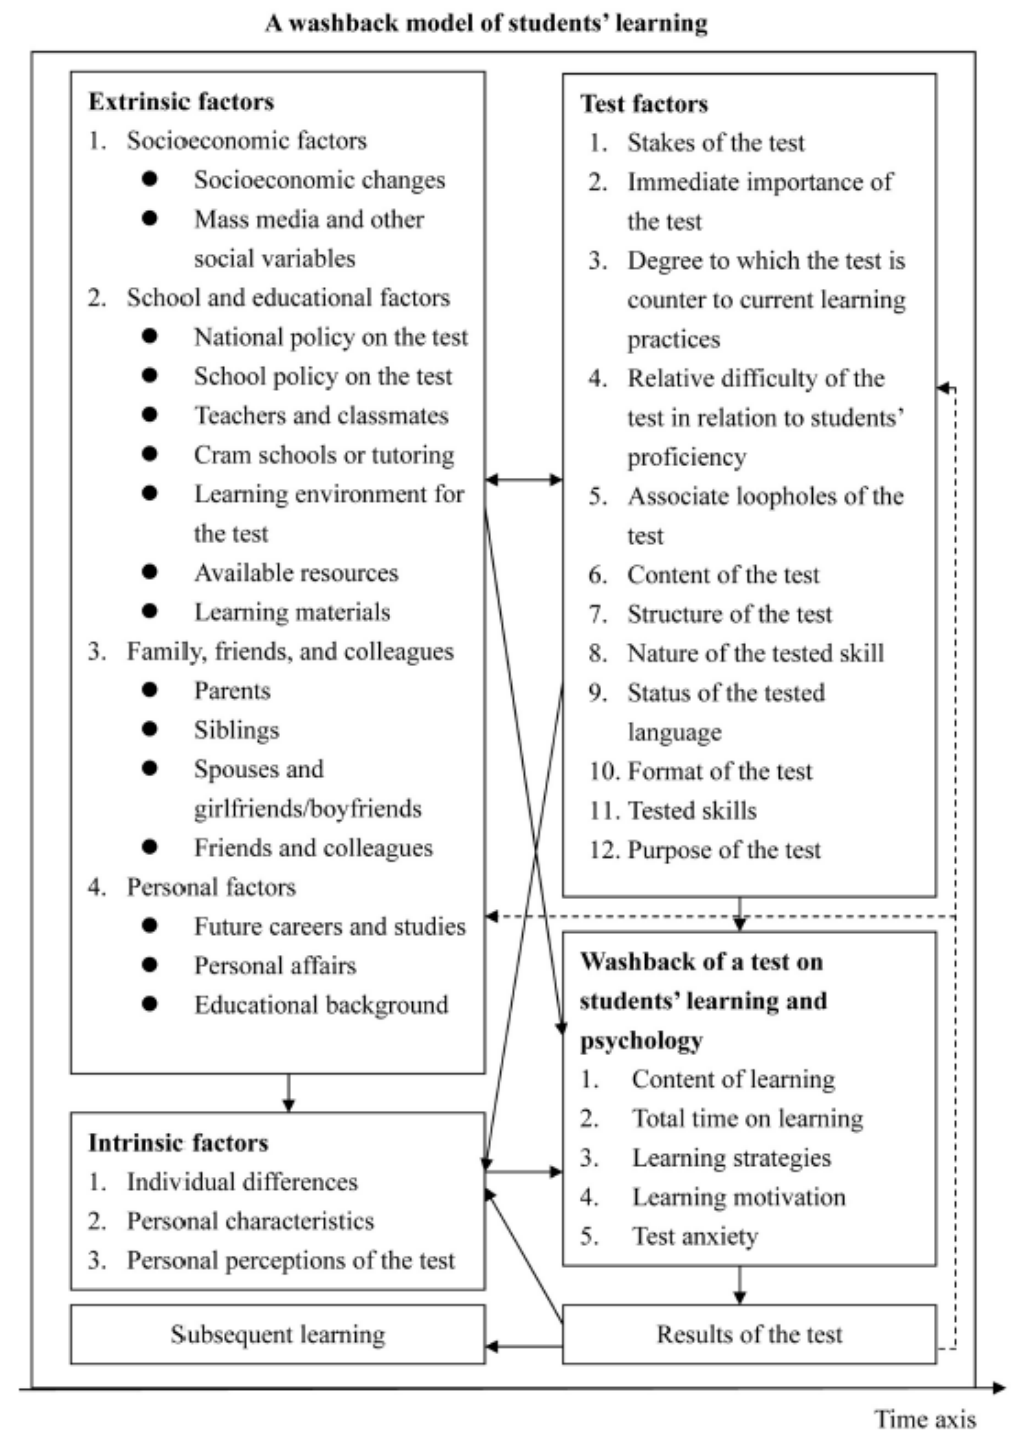 A washback model of students' learning
Extrinsic factors
1. Socioeconomic factors
● Socioeconomic changes
● Mass media and other
social variables
2. School and educational factors
● National policy on the test
● School policy on the test
● Teachers and classmates
● Cram schools or tutoring
● Learning environment for
the test
● Available resources
● Learning materials
3. Family, friends, and colleagues
● Parents
● Siblings
● Spouses and
girlfriends/boyfriends
● Friends and colleagues
4. Personal factors
● Future careers and studies
● Personal affairs
● Educational background
Test factors
1. Stakes of the test
2. Immediate importance of
the test
3. Degree to which the test is
counter to current learning
practices
4. Relative difficulty of the
test in relation to students'
proficiency
5. Associate loopholes of the
test
6. Content of the test
7. Structure of the test
8. Nature of the tested skill
9. Status of the tested
language
10. Format of the test
11. Tested skills
12. Purpose of the test
Intrinsic factors
1. Individual differences
2. Personal characteristics
3. Personal perceptions of the test
Washback of a test on
students' learning and
psychology
1. Content of learning
2. Total time on learning
3. Learning strategies
4. Learning motivation
5. Test anxiety
Subsequent learning
Results of the test
Time axis